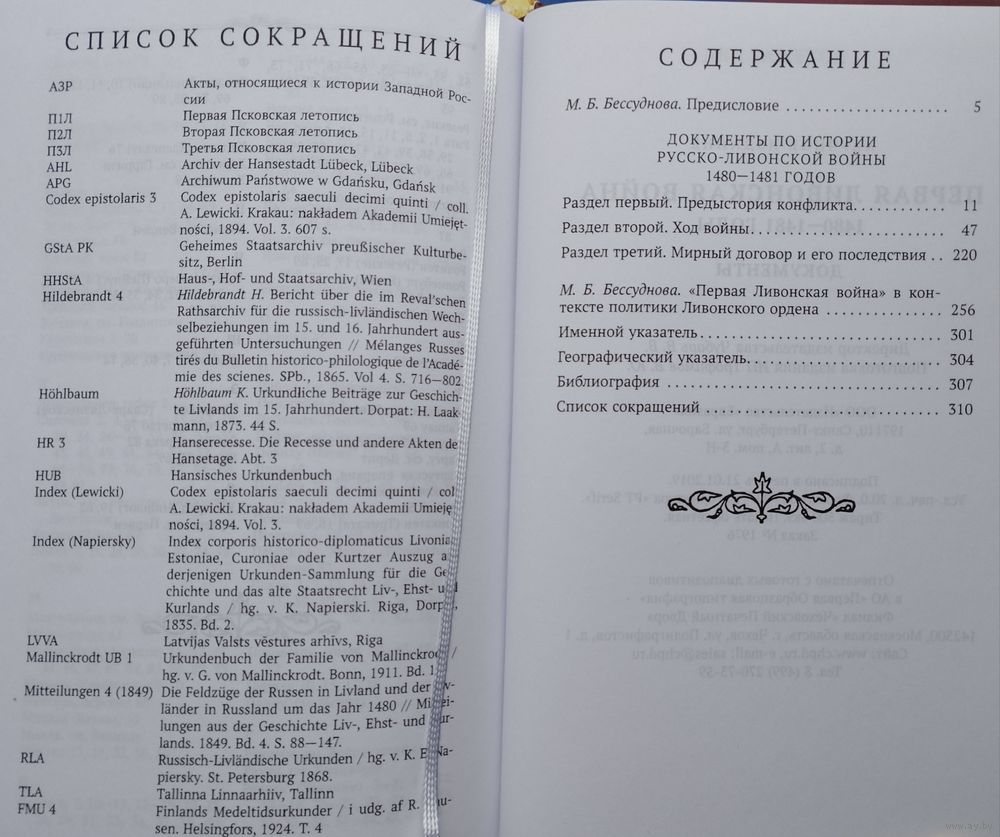 СПИСОК СОКРАЩЕНИЙ
АЗР Акты, относящиеся к истории Западной Рос-
сии
П1Л Первая Псковская летопись
П2Л Вторая Псковская летопись
П3Л Третья Псковская летопись
AHL Archiv der Hansestadt Lübeck, Lübeck
APG Archiwum Państwowe w Gdańsku, Gdańsk
Codex epistolaris 3 Codex epistolaris saeculi decimi quinti / coll.
A. Lewicki. Krakau: nakładem Akademii Umiejęt-
ności, 1894. Vol. 3. 607 s.
GStA PK Geheimes Staatsarchiv preußischer Kulturbe-
sitz, Berlin
HHStA Haus-, Hof- und Staatsarchiv, Wien
Hildebrandt 4 Hildebrandt H. Bericht über die im Reval'schen
Rathsarchiv für die russisch-livländischen Wech-
selbeziehungen im 15. und 16. Jahrhundert aus-
geführten Untersuchungen // Mélanges Russes
tirés du Bulletin historico-philologique de l'Acadé-
mie des scienes. SPb., 1865. Vol 4. S. 716—802
Höhlbaum Höhlbaum K. Urkundliche Beiträge zur Geschich-
te Livlands im 15. Jahrhundert. Dorpat: H. Laak
mann, 1873. 44 S.
HR 3 Hanserecesse. Die Recesse und andere Akten de
Hansetage. Abt. 3
HUB Hansisches Urkundenbuch
Index (Lewicki) Codex epistolaris saeculi decimi quinti / coll
A. Lewicki. Krakau: nakładem Akademii Umieję
ności, 1894. Vol. 3.
Index (Napiersky) Index corporis historico-diplomaticus Livonia
Estoniae, Curoniae oder Kurtzer Auszug a
derjenigen Urkunden-Sammlung für die Ge
chichte und das alte Staatsrecht Liv-, Ehst- u
Kurlands / hg. v. K. Napierski. Riga, Dorp
1835. Bd. 2.
LVVA Latvijas Valsts vēstures arhīvs, Riga
Mallinckrodt UB 1 Urkundenbuch der Familie von Mallinckrod /
hg. v. G. von Mallinckrodt. Bonn, 1911. Bd. 1
Mitteilungen 4 (1849) Die Feldzüge der Russen in Livland und der v-
länder in Russland um das Jahr 1480 // Mi ei-
lungen aus der Geschichte Liv-, Ehst- und ur-
lands. 1849. Bd. 4. S. 88—147.
RLA Russisch-Livländische Urkunden / hg. v. K. E. Na-
piersky. St. Petersburg 1868.
TLA Tallinna Linnaarhiiv, Tallinn
FMU 4 Finlands Medeltidsurkunder / i udg. af R. u-
sen. Helsingfors, 1924. T. 4
СОДЕРЖАНИЕ
М. Б. Бессуднова. Предисловие . . . . . . . . . . . . . . . . . . . . 5
ДОКУМЕНТЫ ПО ИСТОРИИ
РУССКО-ЛИВОНСКОЙ ВОЙНЫ
1480—1481 ГОДОВ
Раздел первый. Предыстория конфликта. . . . . . . . . . . 11
Раздел второй. Ход войны. . . . . . . . . . . . . . . . . . . . . . . 47
Раздел третий. Мирный договор и его последствия . . 220
М. Б. Бессуднова. «Первая Ливонская война» в кон-
тексте политики Ливонского ордена . . . . . . . . . . . . . . 256
Именной указатель . . . . . . . . . . . . . . . . . . . . . . . . . . . . 301
Географический указатель. . . . . . . . . . . . . . . . . . . . . . 304
Библиография . . . . . . . . . . . . . . . . . . . . . . . . . . . . . . . 307
Список сокращений . . . . . . . . . . . . . . . . . . . . . . . . . . 310
www.ay.by